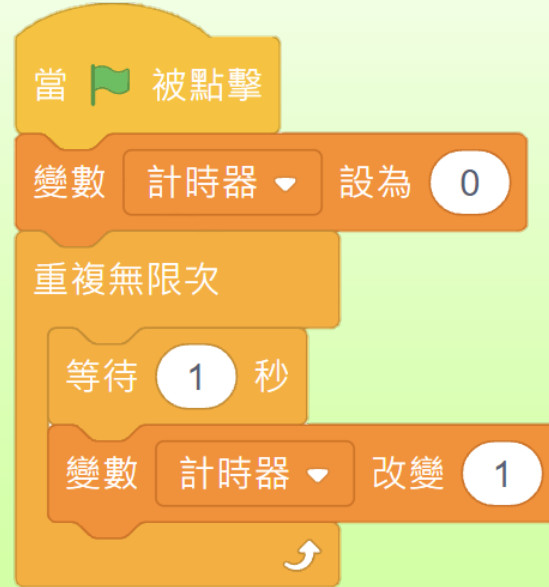 當 被點擊
變數 計時器 設為 0
重複無限次
等待 1 秒
變數 計時器 改變 1